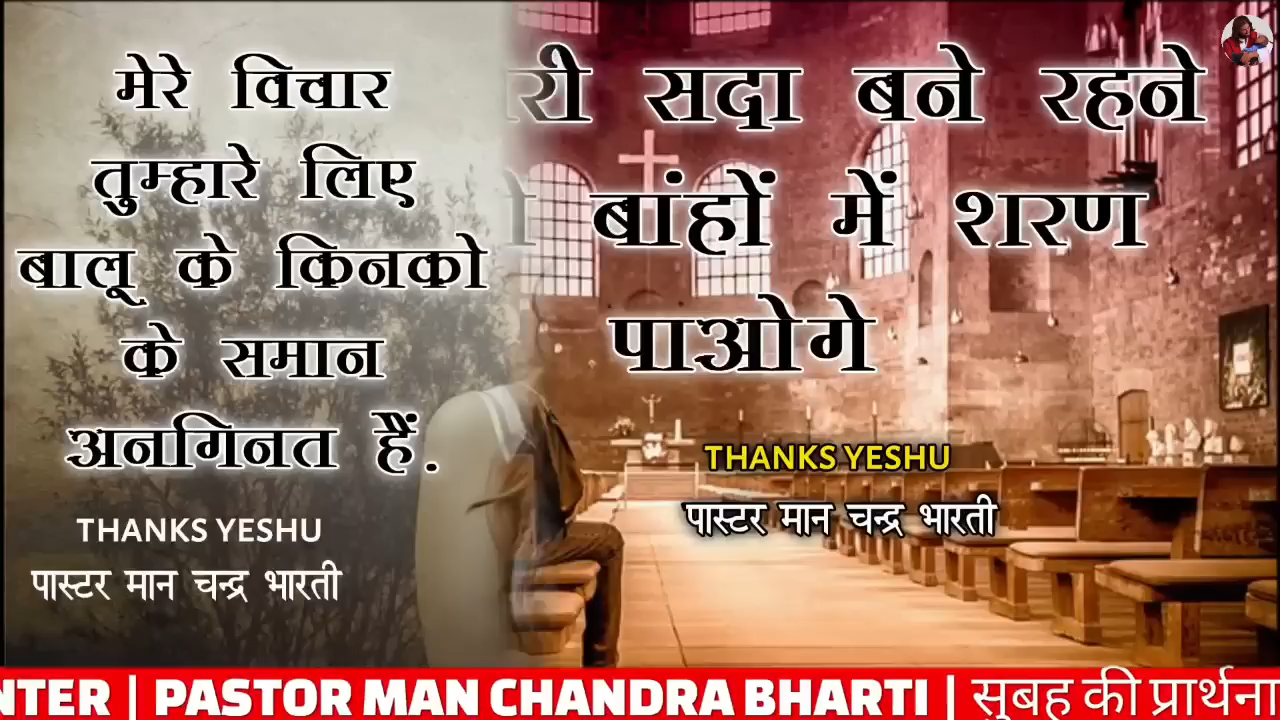 मेरे विचार
तुम्हारे लिए
बालू के किनको
के समान
अनगिनत हैं.
THANKS YESHU
पास्टर मान चन्द्र भारती
सदा बने रहने
बांहों में शरण
पाओगे
THANKS YESHU
पास्टर मान चन्द्र भारती
| PASTOR MAN CHANDRA BHARTI | सुबह की प्रार्थना